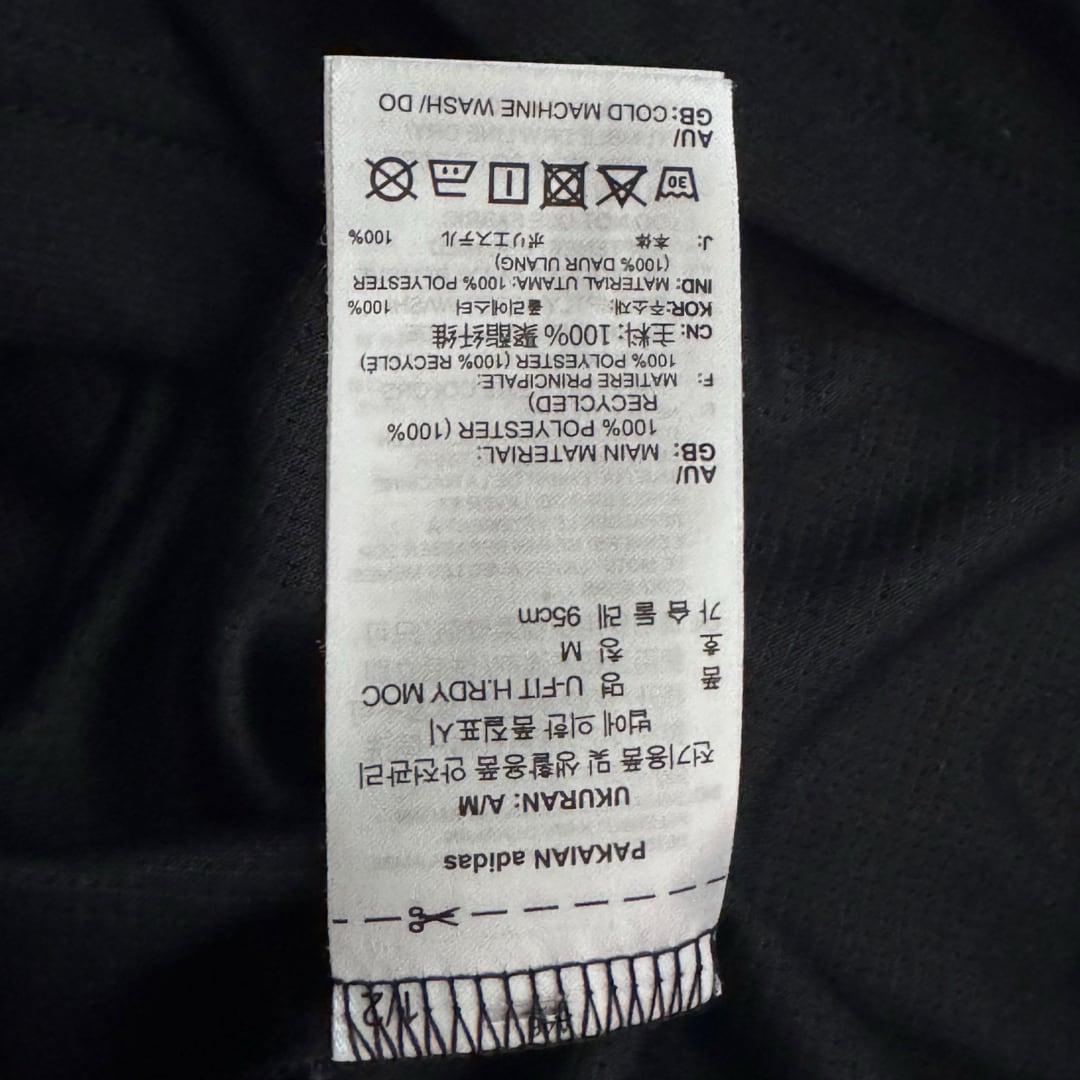 1/2
PAKAIAN adidas
UKURAN: A/M
전기용품 및 생활용품 안전관리
법에 의한 품질표시
품 명 U-FIT H.RDY MOC
호 칭 M
가 슴 둘 레 95cm
AU/
GB: MAIN MATERIAL:
100% POLYESTER (100%
RECYCLED)
F: MATIERE PRINCIPALE:
100% POLYESTER (100% RECYCLÉ)
CN: 主料: 100% 聚酯纤维
KOR:주소재: 폴리에스터 100%
IND: MATERIAL UTAMA: 100% POLYESTER
(100% DAUR ULANG)
J: 本体 ポリエステル 100%
30
AU/
GB: COLD MACHINE WASH/ DO